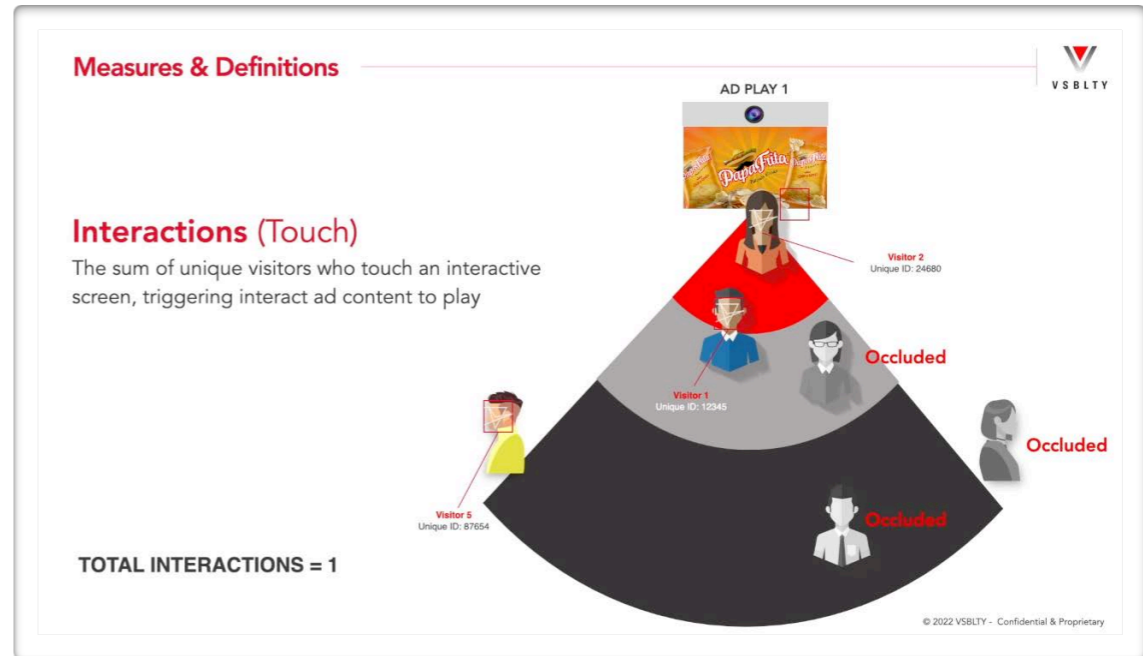 Measures & Definitions
VSBLTY
AD PLAY 1
PapaFrita
Interactions (Touch)
The sum of unique visitors who touch an interactive
screen, triggering interact ad content to play
Visitor 2
Unique ID: 24680
Occluded
Visitor 1
Unique ID: 12345
Occluded
Visitor 5
Unique ID: 87654
Occluded
TOTAL INTERACTIONS = 1
© 2022 VSBLTY - Confidential & Proprietary